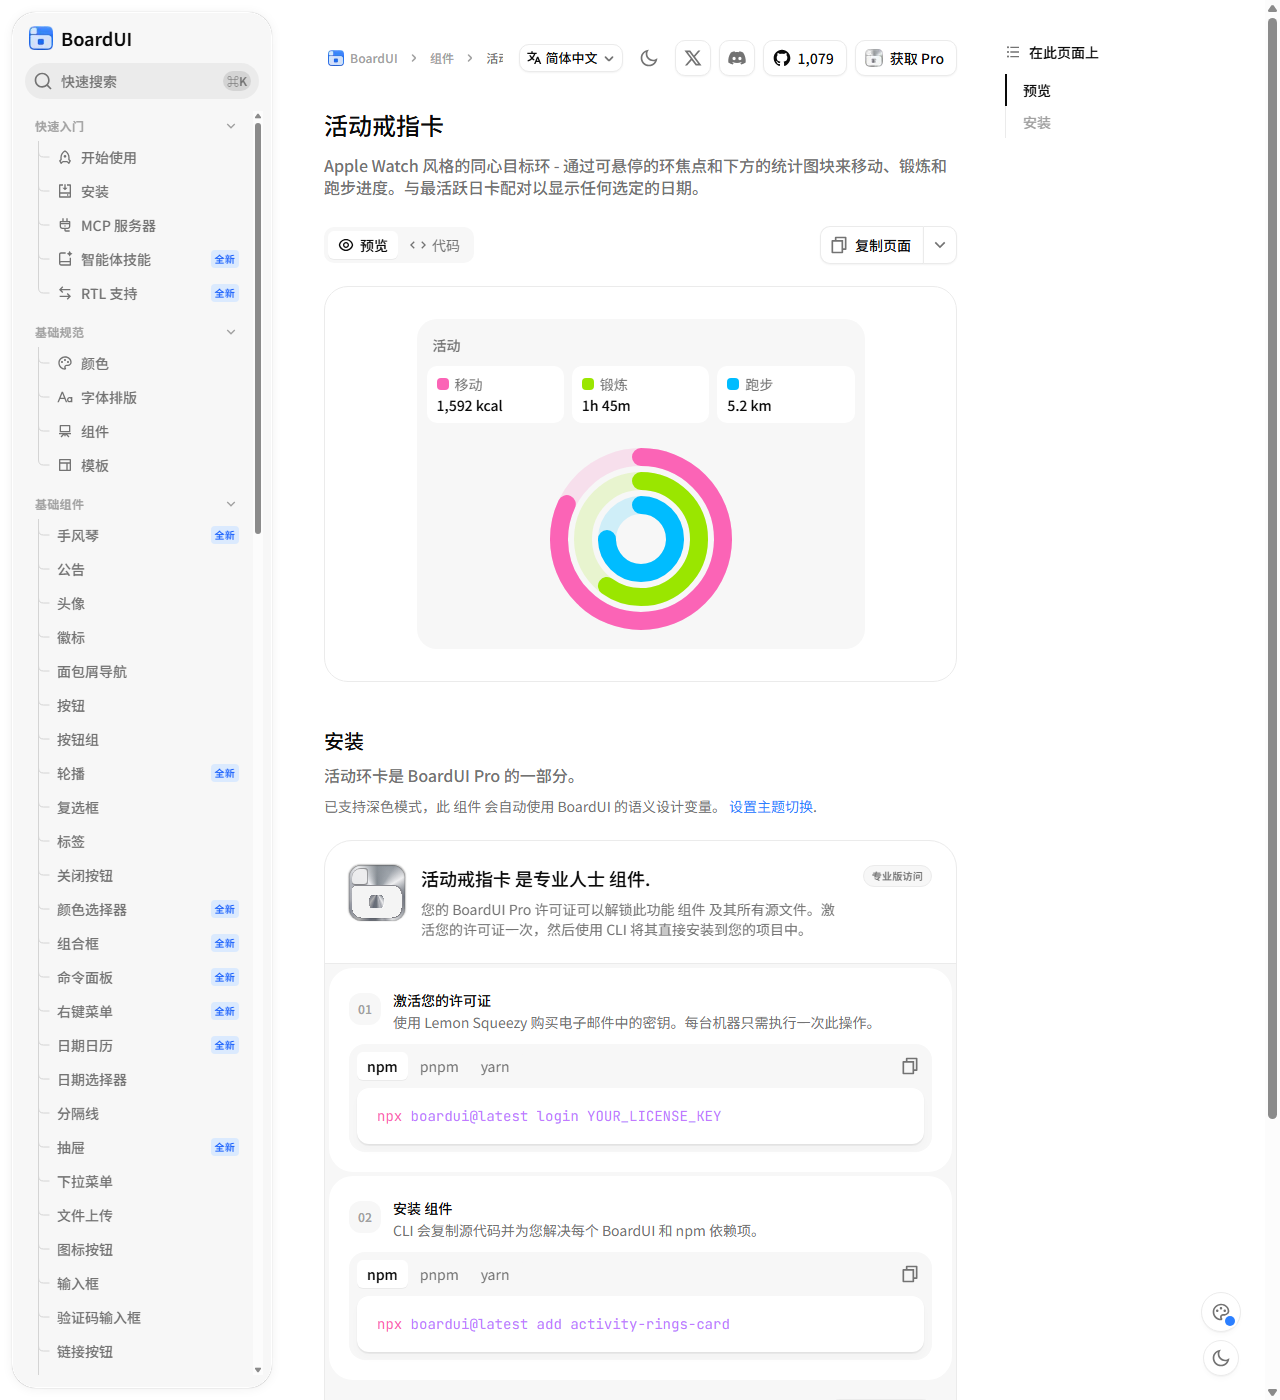 BoardUI
快速搜索
⌘K
快速入门
开始使用
安装
MCP 服务器
智能体技能 全新
RTL 支持 全新
基础规范
颜色
字体排版
组件
模板
基础组件
手风琴 全新
公告
头像
徽标
面包屑导航
按钮
按钮组
轮播 全新
复选框
标签
关闭按钮
颜色选择器 全新
组合框 全新
命令面板 全新
右键菜单 全新
日期日历 全新
日期选择器
分隔线
抽屉 全新
下拉菜单
文件上传
图标按钮
输入框
验证码输入框
链接按钮
BoardUI 组件 活动
简体中文
1,079
获取 Pro
活动戒指卡
Apple Watch 风格的同心目标环 - 通过可悬停的环焦点和下方的统计图块来移动、锻炼和
跑步进度。与最活跃日卡配对以显示任何选定的日期。
预览 代码
复制页面
活动
移动 锻炼 跑步
1,592 kcal 1h 45m 5.2 km
安装
活动环卡是 BoardUI Pro 的一部分。
已支持深色模式，此 组件 会自动使用 BoardUI 的语义设计变量。 设置主题切换.
活动戒指卡 是专业人士 组件.
专业版访问
您的 BoardUI Pro 许可证可以解锁此功能 组件 及其所有源文件。激
活您的许可证一次，然后使用 CLI 将其直接安装到您的项目中。
01
激活您的许可证
使用 Lemon Squeezy 购买电子邮件中的密钥。每台机器只需执行一次此操作。
npm pnpm yarn
npx boardui@latest login YOUR_LICENSE_KEY
02
安装 组件
CLI 会复制源代码并为您解决每个 BoardUI 和 npm 依赖项。
npm pnpm yarn
npx boardui@latest add activity-rings-card
在此页面上
预览
安装